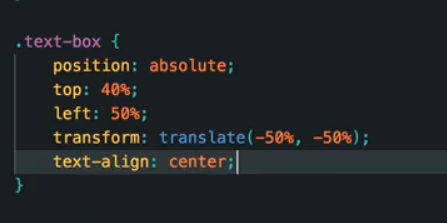 .text-box {
    position: absolute;
    top: 40%;
    left: 50%;
    transform: translate(-50%, -50%);
    text-align: center;
}